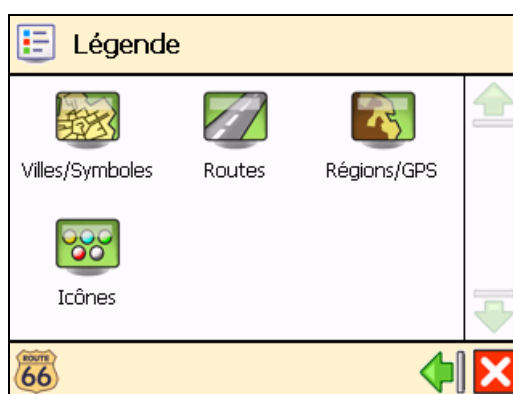 Légende
Villes/Symboles
Routes
Régions/GPS
Icônes
ROUTE
66